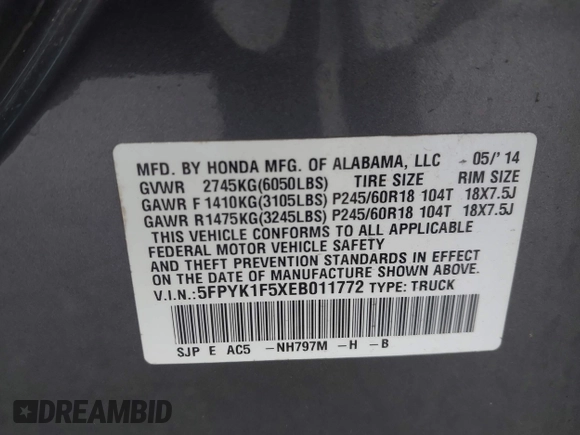 MFD. BY HONDA MFG. OF ALABAMA, LLC - 05/' 14
GVWR 2745KG(6050LBS) TIRE SIZE RIM SIZE
GAWR F 1410KG(3105LBS) P245/60R18 104T 18X7.5J
GAWR R1475KG(3245LBS) P245/60R18 104T 18X7.5J
THIS VEHICLE CONFORMS TO ALL APPLICABLE
FEDERAL MOTOR VEHICLE SAFETY
AND THEFT PREVENTION STANDARDS IN EFFECT
ON THE DATE OF MANUFACTURE SHOWN ABOVE.
V.I.N.:5FPYK1F5XEB011772 TYPE: TRUCK
SJP E AC5 -NH797M -H -B
DREAMBID